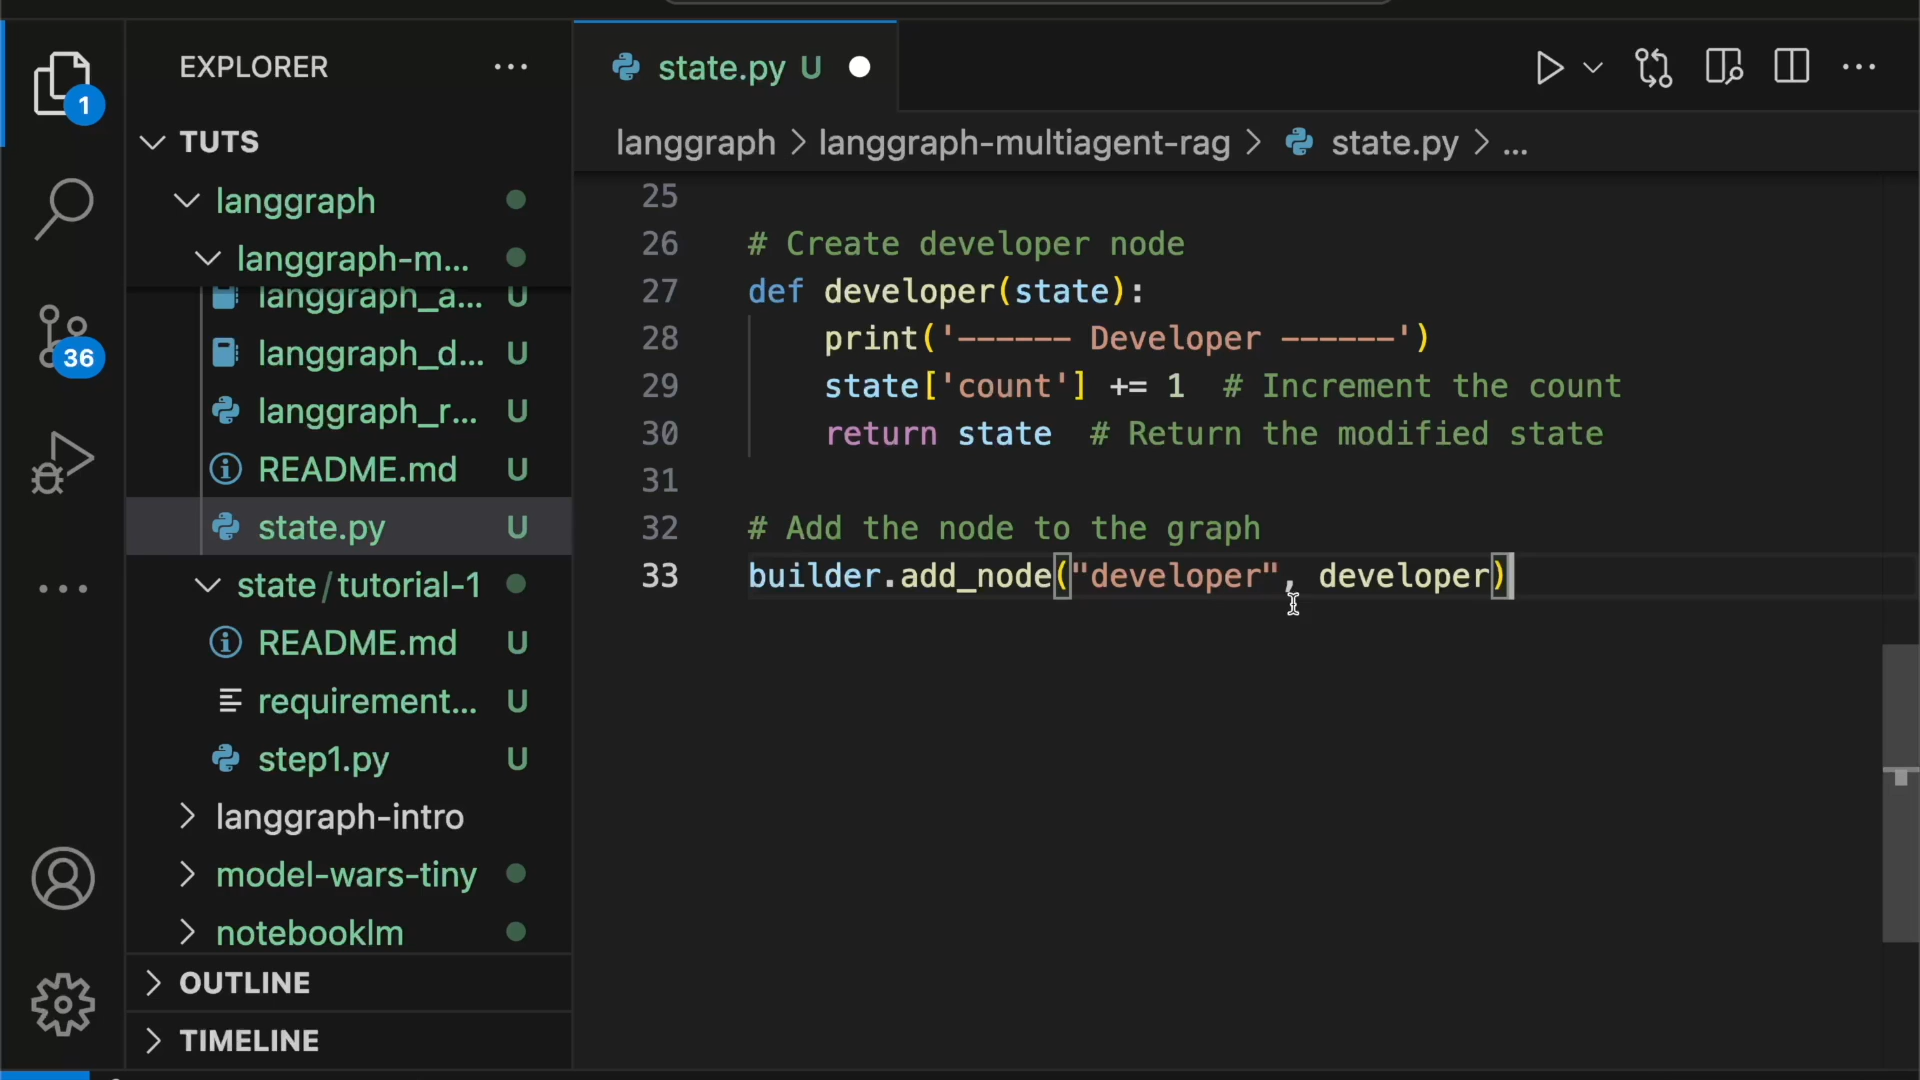 EXPLORER ...
1
TUTS
langgraph
langgraph-m...
langgraph_a... U
langgraph_d... U
langgraph_r... U
README.md U
state.py U
state/tutorial-1
README.md U
requirement... U
step1.py U
langgraph-intro
model-wars-tiny
notebooklm
OUTLINE
TIMELINE
36
state.py U
langgraph > langgraph-multiagent-rag > state.py > ...
25
26 # Create developer node
27 def developer(state):
28 print('------ Developer ------')
29 state['count'] += 1 # Increment the count
30 return state # Return the modified state
31
32 # Add the node to the graph
33 builder.add_node("developer", developer)